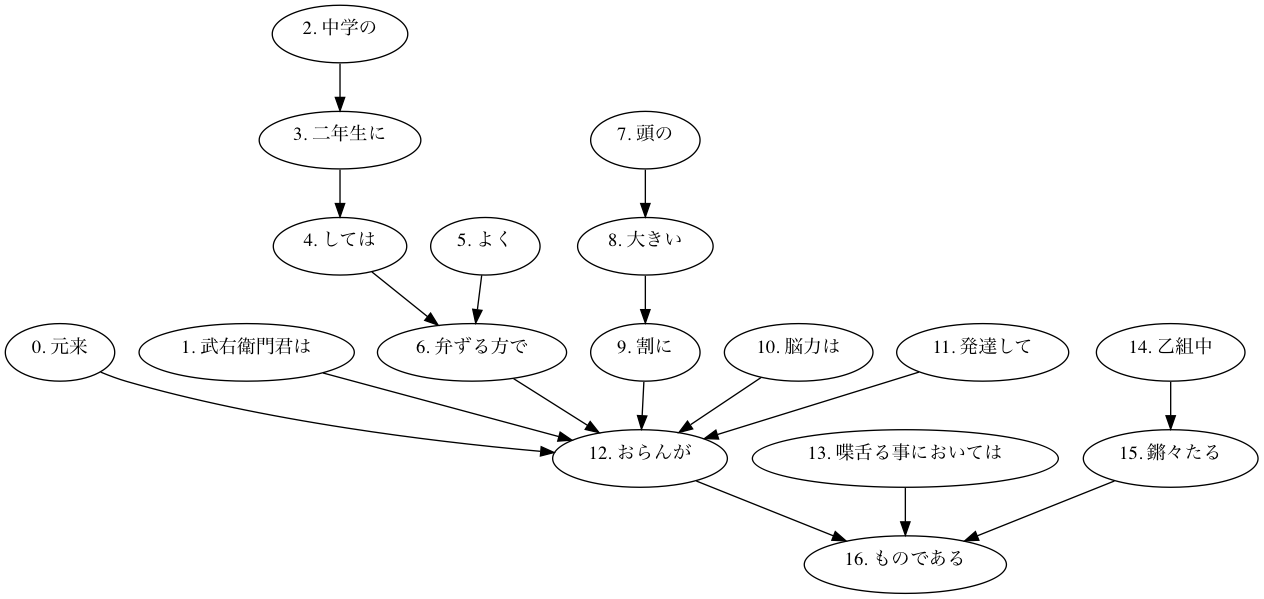 2. 中学の
3. 二年生に
7. 頭の
4. しては
5. よく
8. 大きい
0. 元来
1. 武右衛門君は
6. 弁ずる方で
9. 割に
10. 脳力は
11. 発達して
14. 乙組中
12. おらんが
13. 喋舌る事においては
15. 鏘々たる
16. ものである